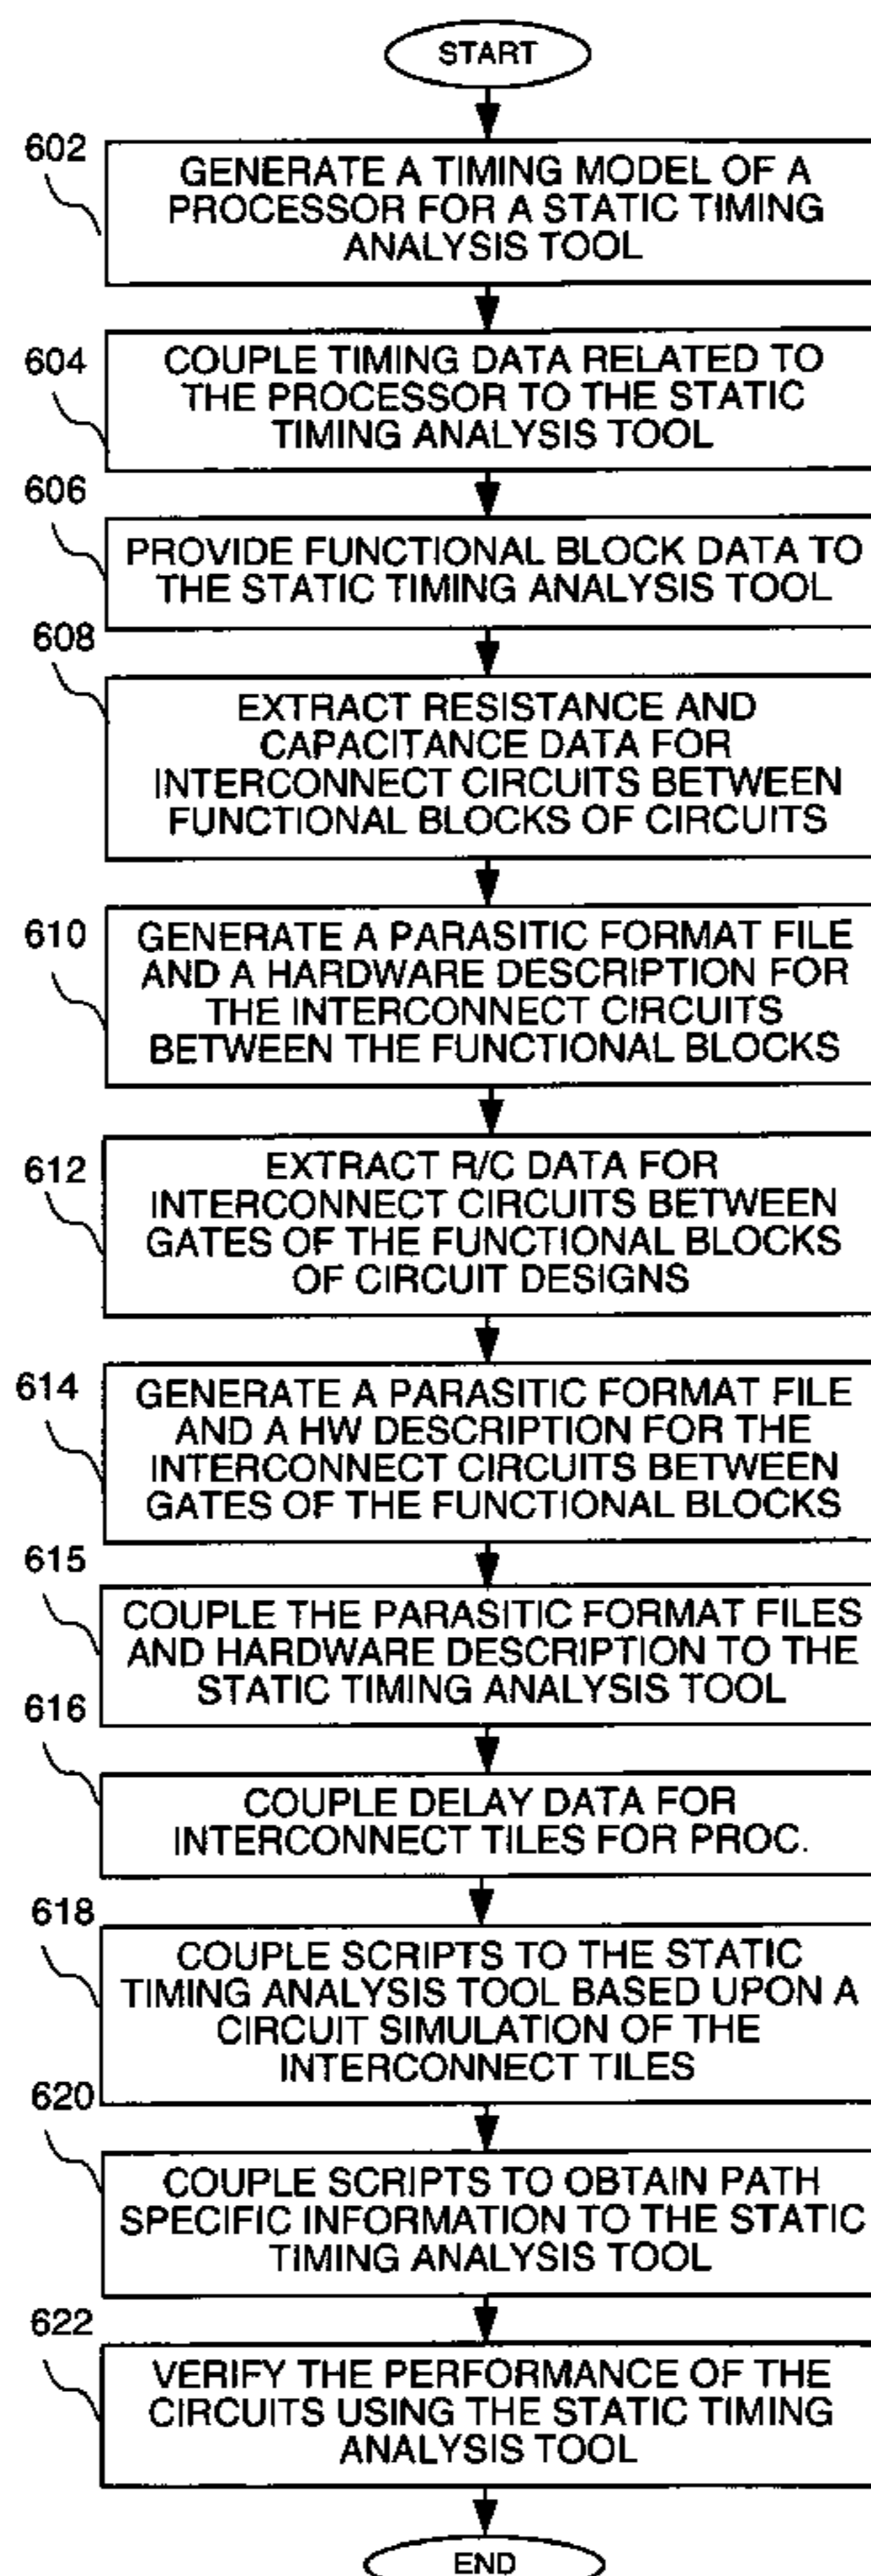 START
602
GENERATE A TIMING MODEL OF A
PROCESSOR FOR A STATIC TIMING
ANALYSIS TOOL
604
COUPLE TIMING DATA RELATED TO
THE PROCESSOR TO THE STATIC
TIMING ANALYSIS TOOL
606
PROVIDE FUNCTIONAL BLOCK DATA TO
THE STATIC TIMING ANALYSIS TOOL
608
EXTRACT RESISTANCE AND
CAPACITANCE DATA FOR
INTERCONNECT CIRCUITS BETWEEN
FUNCTIONAL BLOCKS OF CIRCUITS
610
GENERATE A PARASITIC FORMAT FILE
AND A HARDWARE DESCRIPTION FOR
THE INTERCONNECT CIRCUITS
BETWEEN THE FUNCTIONAL BLOCKS
612
EXTRACT R/C DATA FOR
INTERCONNECT CIRCUITS BETWEEN
GATES OF THE FUNCTIONAL BLOCKS
OF CIRCUIT DESIGNS
614
GENERATE A PARASITIC FORMAT FILE
AND A HW DESCRIPTION FOR THE
INTERCONNECT CIRCUITS BETWEEN
GATES OF THE FUNCTIONAL BLOCKS
615
COUPLE THE PARASITIC FORMAT FILES
AND HARDWARE DESCRIPTION TO THE
STATIC TIMING ANALYSIS TOOL
616
COUPLE DELAY DATA FOR
INTERCONNECT TILES FOR PROC.
618
COUPLE SCRIPTS TO THE STATIC
TIMING ANALYSIS TOOL BASED UPON A
CIRCUIT SIMULATION OF THE
INTERCONNECT TILES
620
COUPLE SCRIPTS TO OBTAIN PATH
SPECIFIC INFORMATION TO THE STATIC
TIMING ANALYSIS TOOL
622
VERIFY THE PERFORMANCE OF THE
CIRCUITS USING THE STATIC TIMING
ANALYSIS TOOL
END